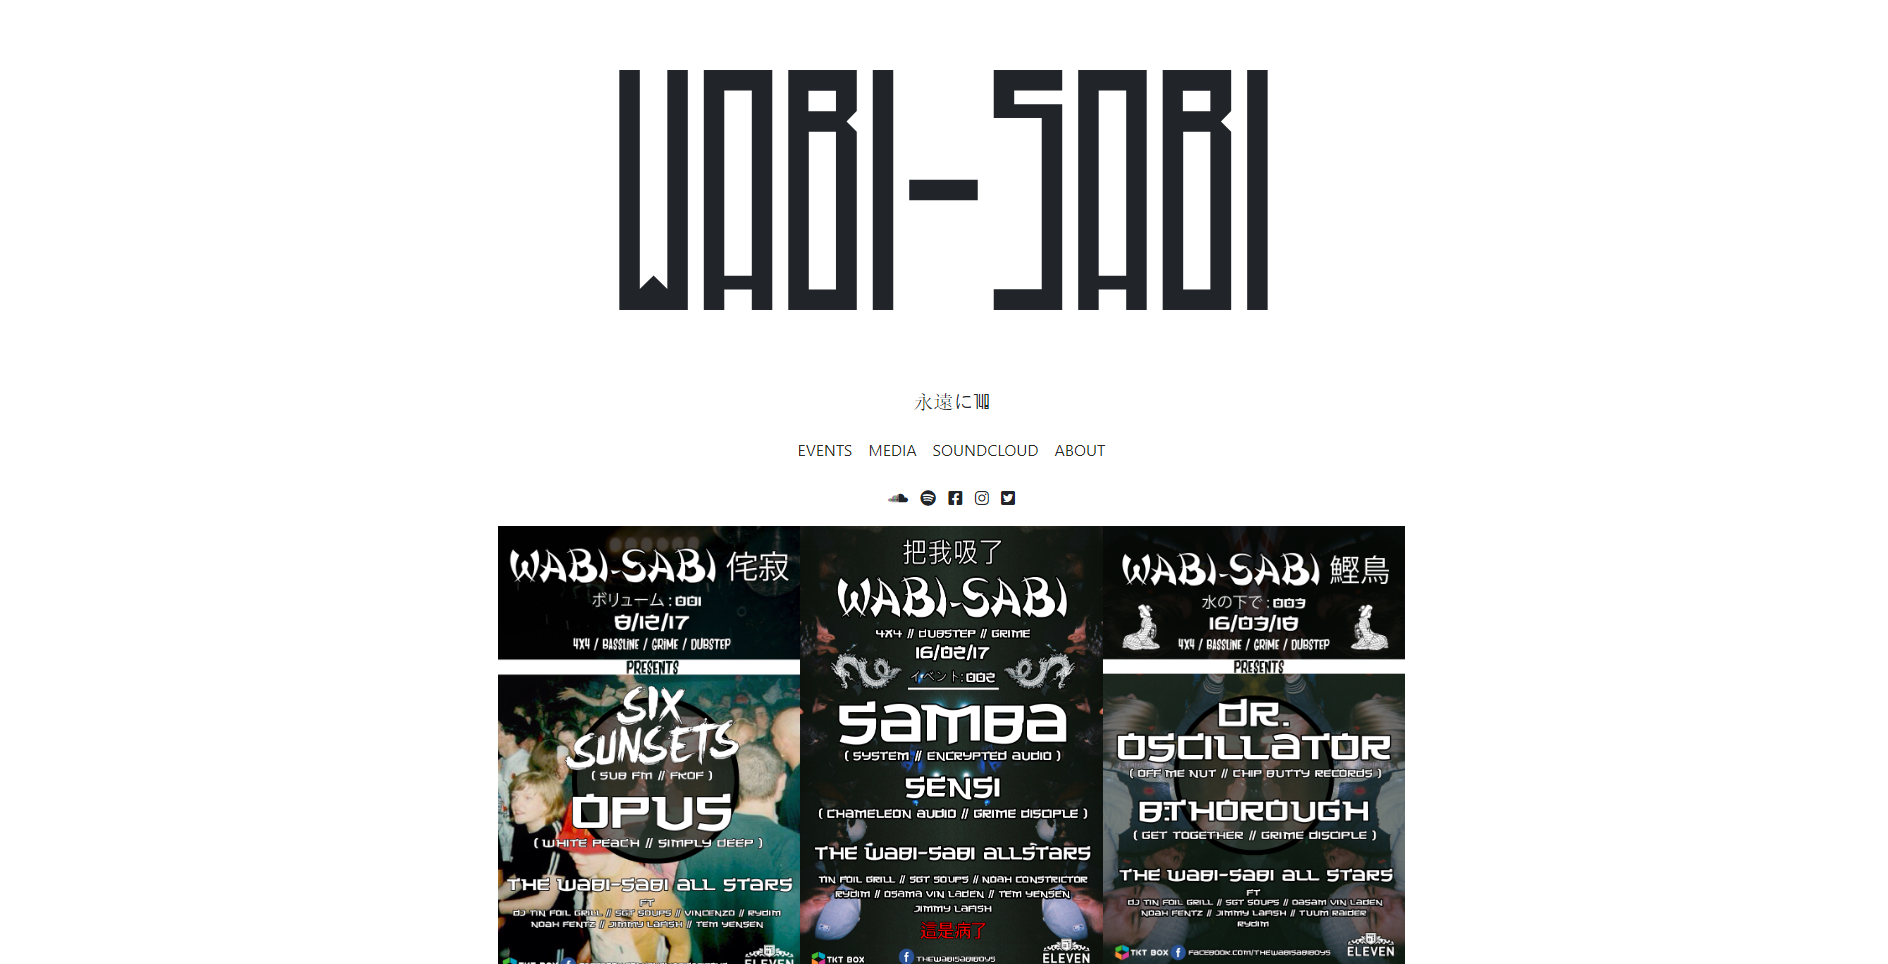 WABI-SABI
永遠に140
EVENTS MEDIA SOUNDCLOUD ABOUT
WABI-SABI 侘寂
ボリューム : 001
8/12/17
4X4 / BASSLINE / GRIME / DUBSTEP
PRESENTS
SIX
SUNSETS
( SUB FM // FKOF )
OPUS
( WHITE PEACH // SIMPLY DEEP )
THE WABI-SABI ALL STARS
FT
DJ TIN FOIL GRILL // SGT SOUPS // VINCENZO // RYDIM
NOAH FENTZ // JIMMY LAFISH // TEM YENSEN
ELEVEN
把我吸了
WABI-SABI
4X4 // DUBSTEP // GRIME
16/02/17
イベント: 002
SAMBA
( SYSTEM // ENCRYPTED AUDIO )
SENSI
( CHAMELEON AUDIO // GRIME DISCIPLE )
THE WABI-SABI ALLSTARS
TIN FOIL GRILL // SGT SOUPS // NOAH CONSTRICTOR
RYDIM // OSAMA VIN LADEN // TEM YENSEN
JIMMY LAFISH
這是病了
TKT BOX
THEWABISABIBOYS
ELEVEN
WABI-SABI 鰹鳥
水の下で : 003
16/03/18
4X4 / BASSLINE / GRIME / DUBSTEP
PRESENTS
DR.
OSCILLATOR
( OFF ME NUT // CHIP BUTTY RECORDS )
B:THOROUGH
( GET TOGETHER // GRIME DISCIPLE )
THE WABI-SABI ALL STARS
FT
DJ TIN FOIL GRILL // SGT SOUPS // OASAM VIN LADEN
NOAH FENTZ // JIMMY LAFISH // TUUM RAIDER
RYDIM
TKT BOX
FACEBOOK.COM/THEWABISABIBOYS
ELEVEN